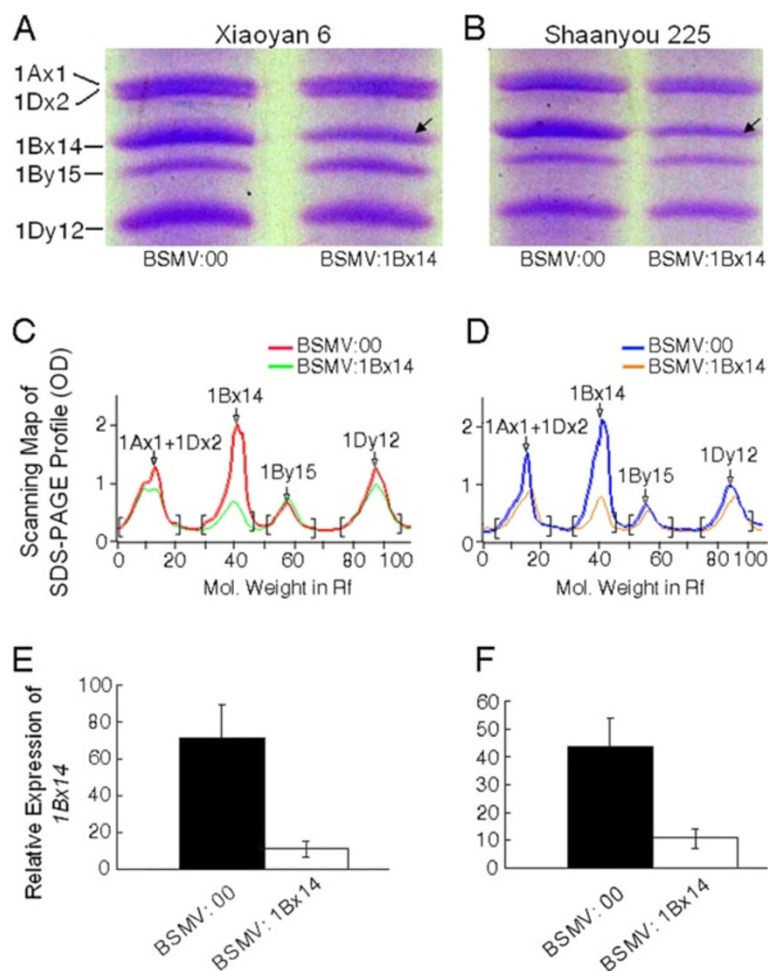 A Xiaoyan 6
B Shaanyou 225
1Ax1
1Dx2
1Bx14
1By15
1Dy12
BSMV:00 BSMV:1Bx14
BSMV:00 BSMV:1Bx14
C
BSMV:00
BSMV:1Bx14
Scanning Map of
SDS-PAGE Profile (OD)
2
1
0
1Ax1+1Dx2
1Bx14
1By15
1Dy12
0 20 40 60 80 100
Mol. Weight in Rf
D
BSMV:00
BSMV:1Bx14
2
1
0
1Ax1+1Dx2
1Bx14
1By15
1Dy12
0 20 40 60 80 100
Mol. Weight in Rf
E
Relative Expression of
1Bx14
100
80
60
40
20
0
BSMV: 00
BSMV: 1Bx14
F
60
50
40
30
20
10
0
BSMV: 00
BSMV: 1Bx14